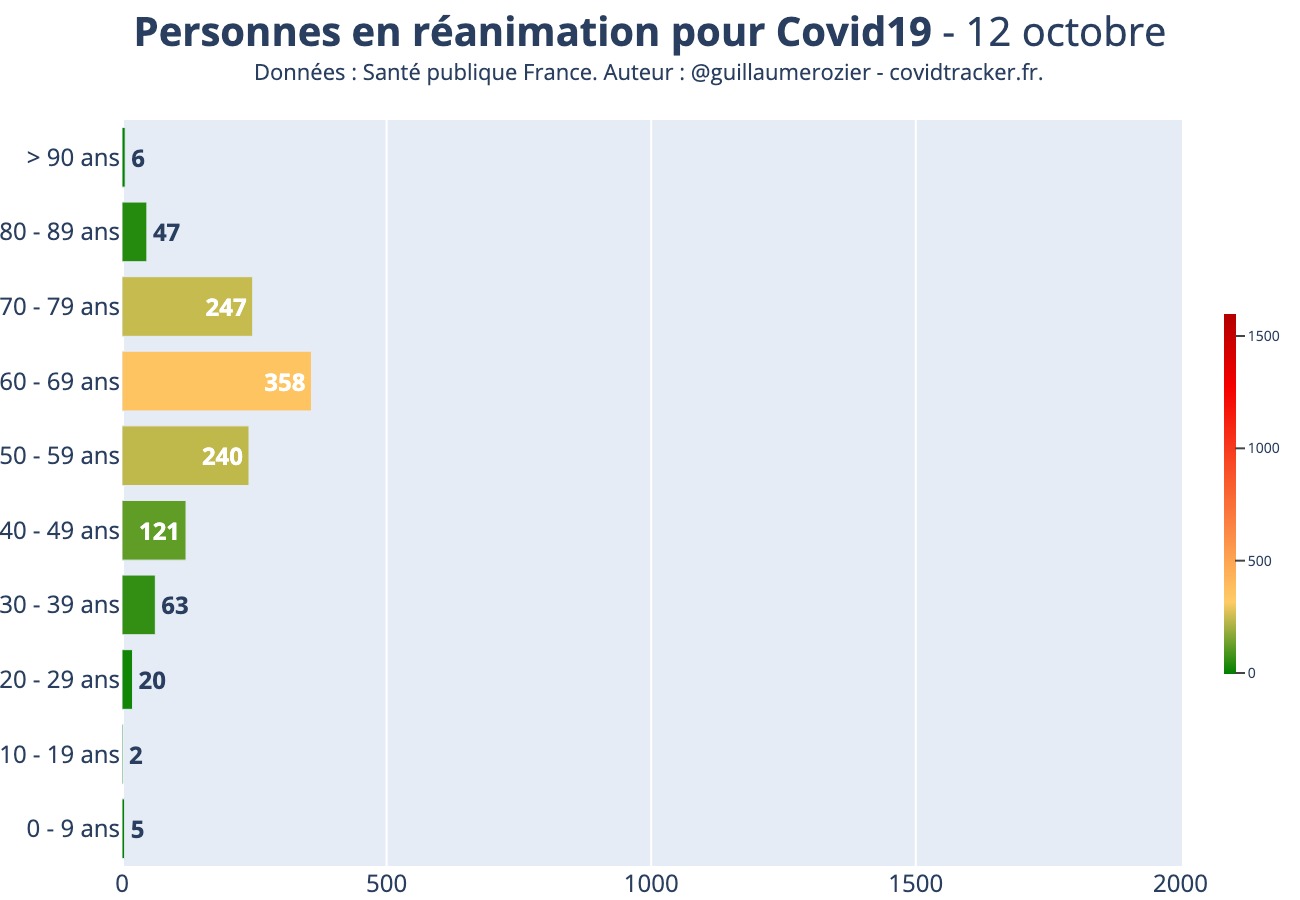 Personnes en réanimation pour Covid19 - 12 octobre
Données : Santé publique France. Auteur : @guillaumerozier - covidtracker.fr.
> 90 ans 6
80 - 89 ans 47
70 - 79 ans 247
60 - 69 ans 358
50 - 59 ans 240
40 - 49 ans 121
30 - 39 ans 63
20 - 29 ans 20
10 - 19 ans 2
0 - 9 ans 5
0 500 1000 1500 2000
1500
1000
500
0